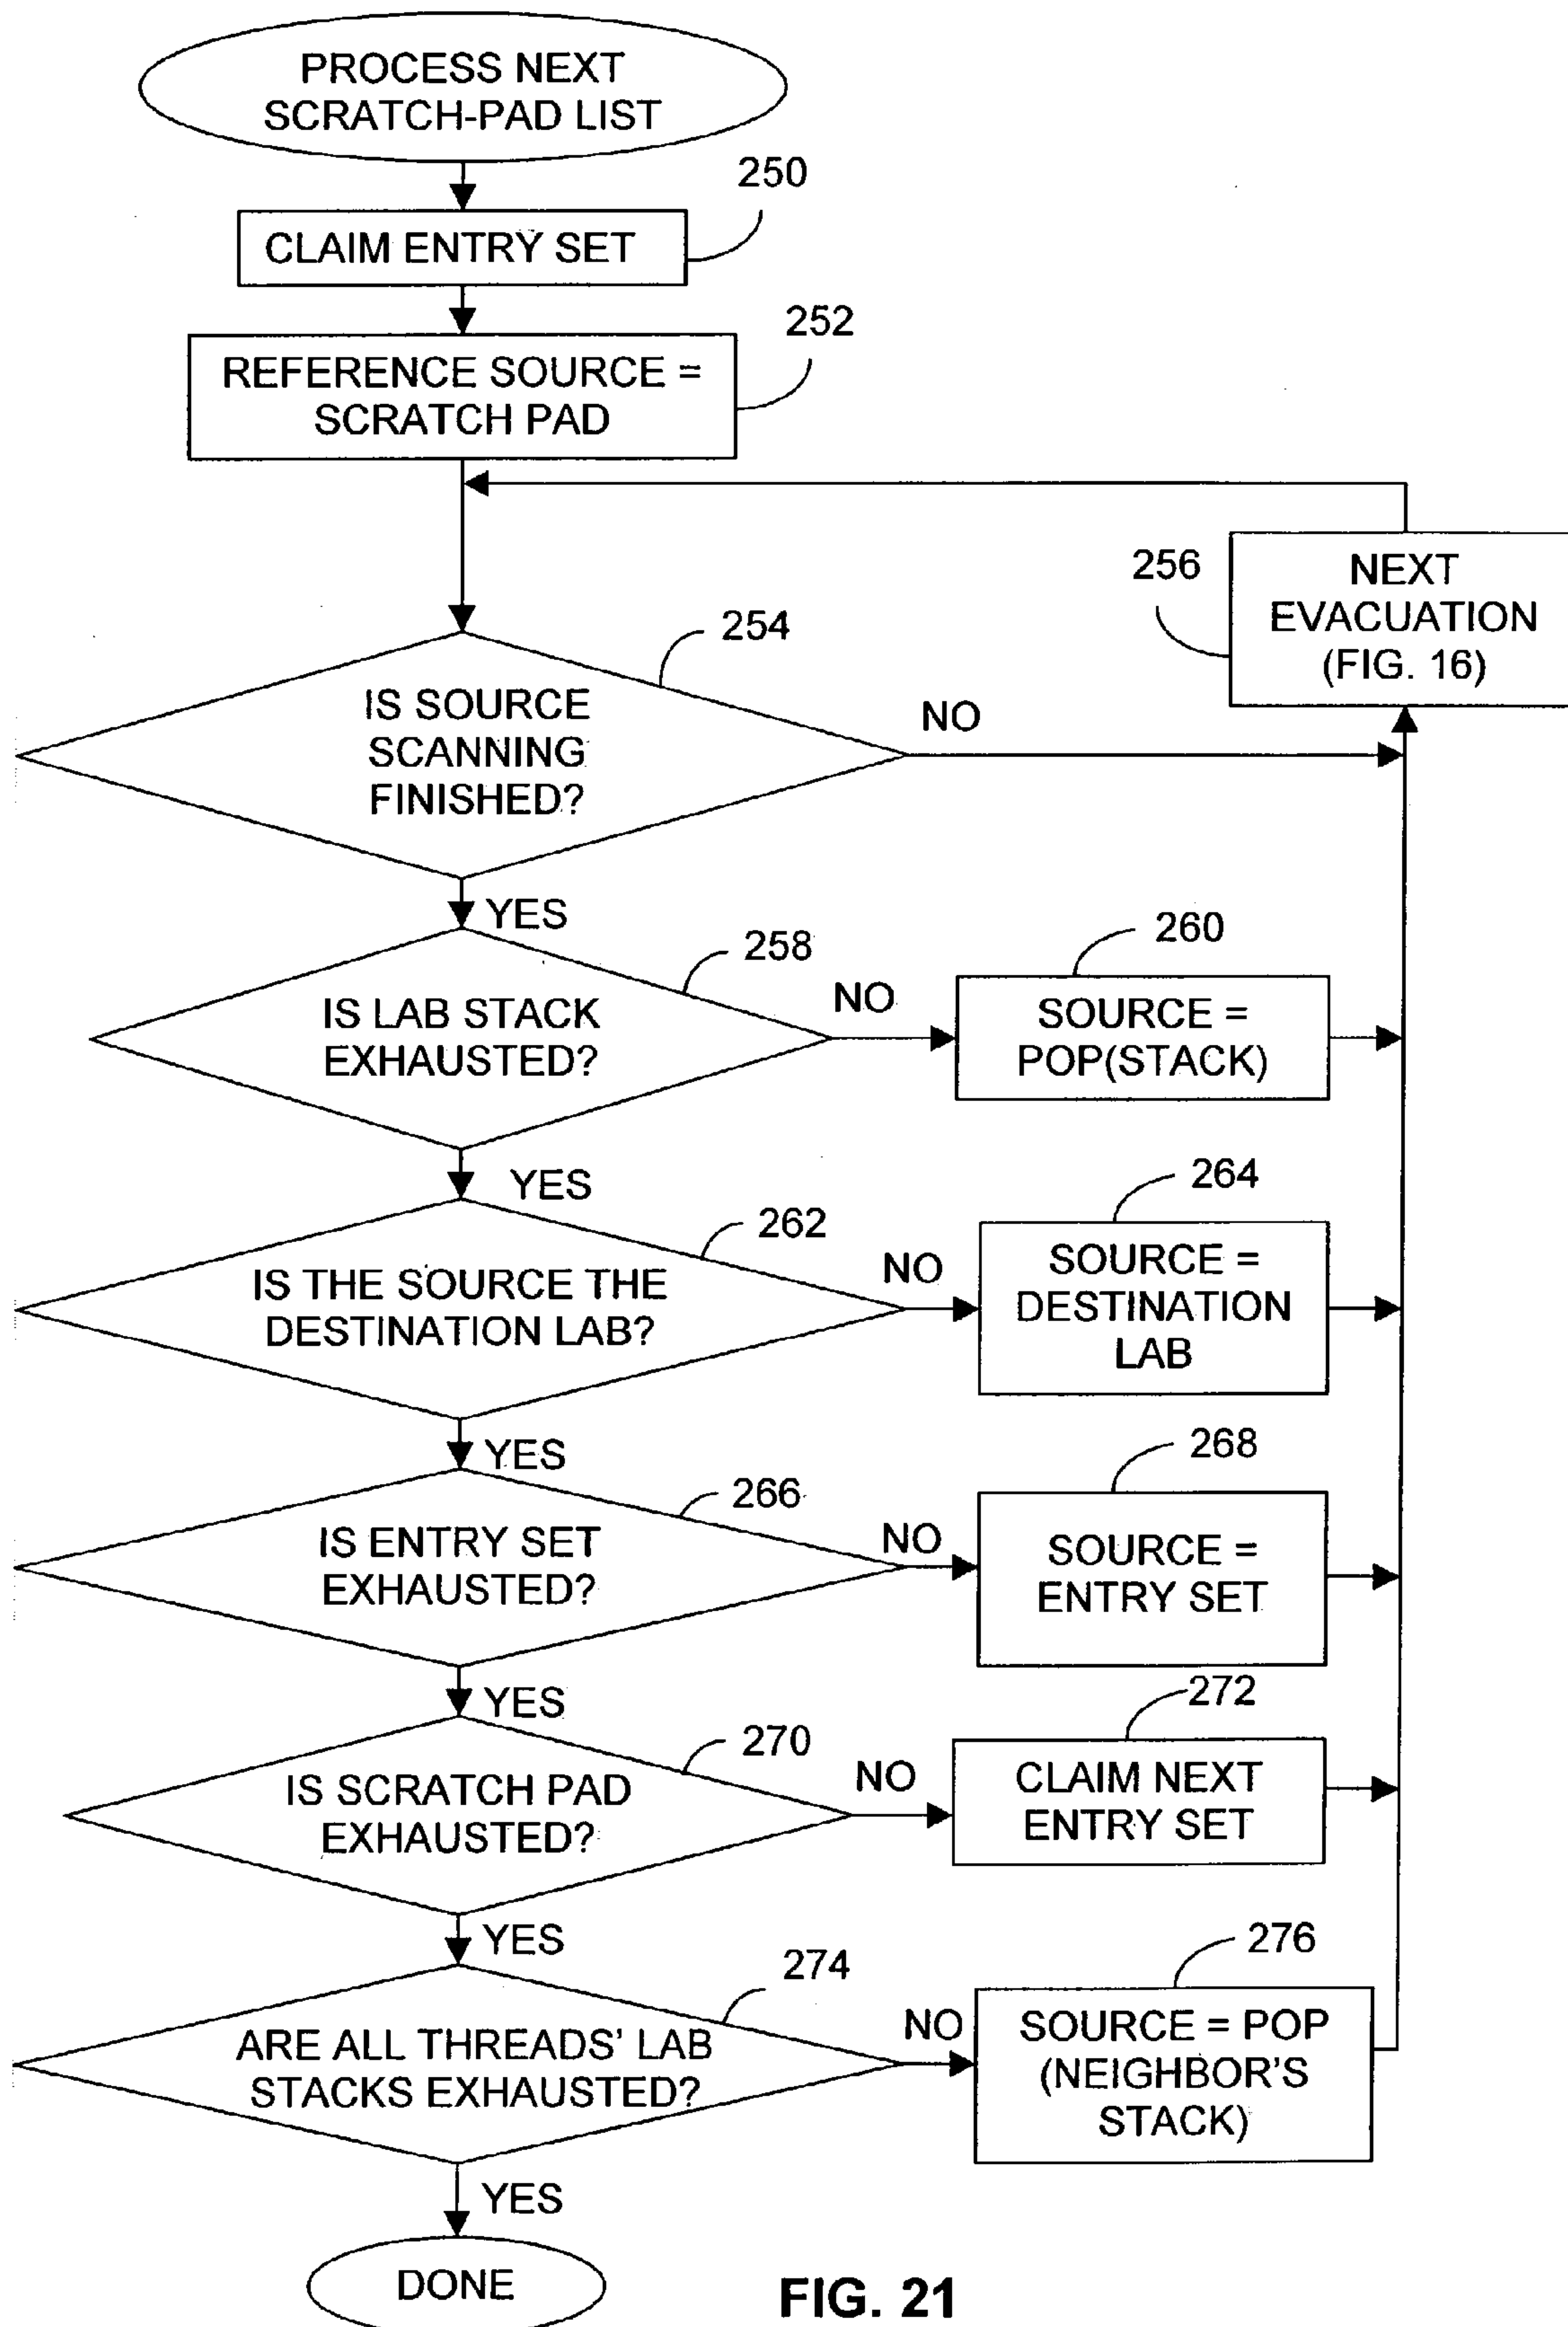 PROCESS NEXT
SCRATCH-PAD LIST
250
CLAIM ENTRY SET
252
REFERENCE SOURCE =
SCRATCH PAD
256
NEXT
EVACUATION
(FIG. 16)
254
IS SOURCE
SCANNING
FINISHED?
NO
YES
258
IS LAB STACK
EXHAUSTED?
NO
260
SOURCE =
POP(STACK)
YES
262
IS THE SOURCE THE
DESTINATION LAB?
NO
264
SOURCE =
DESTINATION
LAB
YES
266
IS ENTRY SET
EXHAUSTED?
NO
268
SOURCE =
ENTRY SET
YES
270
IS SCRATCH PAD
EXHAUSTED?
NO
272
CLAIM NEXT
ENTRY SET
YES
274
ARE ALL THREADS' LAB
STACKS EXHAUSTED?
NO
276
SOURCE = POP
(NEIGHBOR'S
STACK)
YES
DONE
FIG. 21